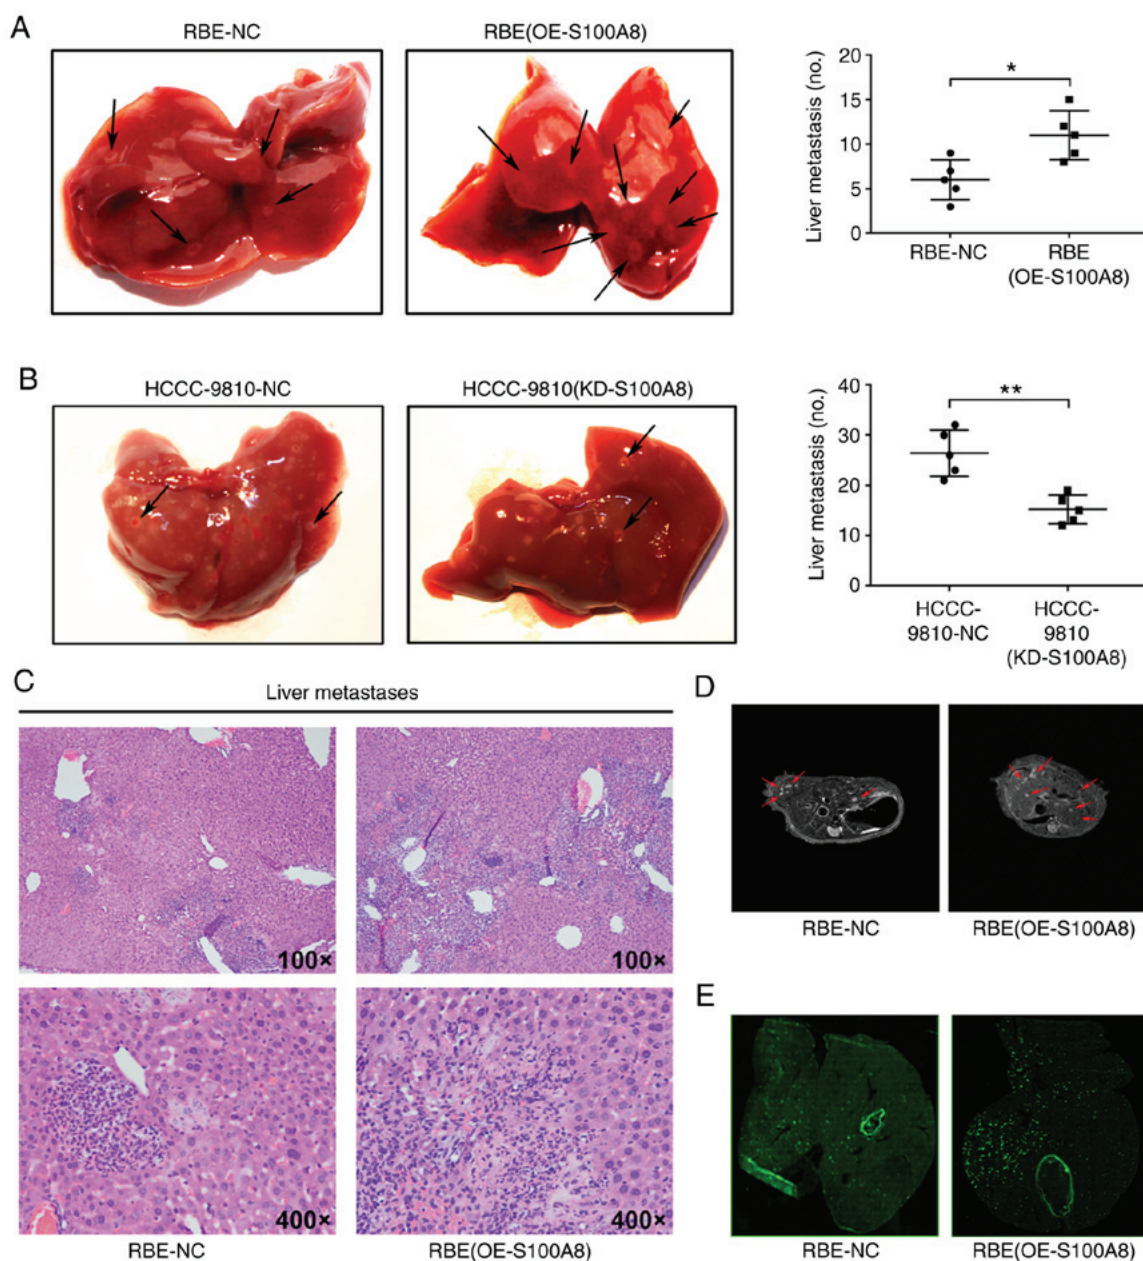 A
RBE-NC
RBE(OE-S100A8)
Liver metastasis (no.)
20
15
10
5
0
*
RBE-NC
RBE
(OE-S100A8)
B
HCCC-9810-NC
HCCC-9810(KD-S100A8)
Liver metastasis (no.)
40
30
20
10
0
**
HCCC-
9810-NC
HCCC-
9810
(KD-S100A8)
C
Liver metastases
100×
100×
400×
400×
RBE-NC
RBE(OE-S100A8)
D
RBE-NC
RBE(OE-S100A8)
E
RBE-NC
RBE(OE-S100A8)